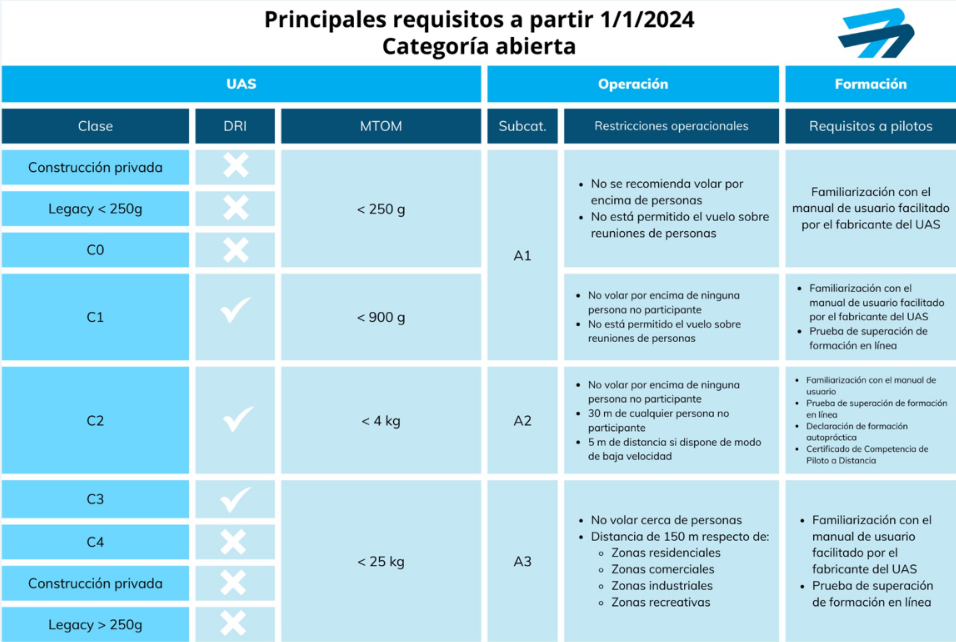 Principales requisitos a partir 1/1/2024
Categoría abierta
UAS
Operación
Formación
Clase
DRI
MTOM
Subcat.
Restricciones operacionales
Requisitos a pilotos
Construcción privada
Legacy < 250g
C0
< 250 g
A1
• No se recomienda volar por
encima de personas
• No está permitido el vuelo sobre
reuniones de personas
Familiarización con el
manual de usuario facilitado
por el fabricante del UAS
C1
< 900 g
• No volar por encima de ninguna
persona no participante
• No está permitido el vuelo sobre
reuniones de personas
• Familiarización con el
manual de usuario facilitado
por el fabricante del UAS
• Prueba de superación de
formación en línea
C2
< 4 kg
A2
• No volar por encima de ninguna
persona no participante
• 30 m de cualquier persona no
participante
• 5 m de distancia si dispone de modo
de baja velocidad
• Familiarización con el manual de
usuario
• Prueba de superación de formación
en línea
• Declaración de formación
autopráctica
• Certificado de Competencia de
Piloto a Distancia
C3
C4
Construcción privada
Legacy > 250g
< 25 kg
A3
• No volar cerca de personas
• Distancia de 150 m respecto de:
◦ Zonas residenciales
◦ Zonas comerciales
◦ Zonas industriales
◦ Zonas recreativas
• Familiarización con el
manual de usuario
facilitado por el
fabricante del UAS
• Prueba de superación
de formación en línea